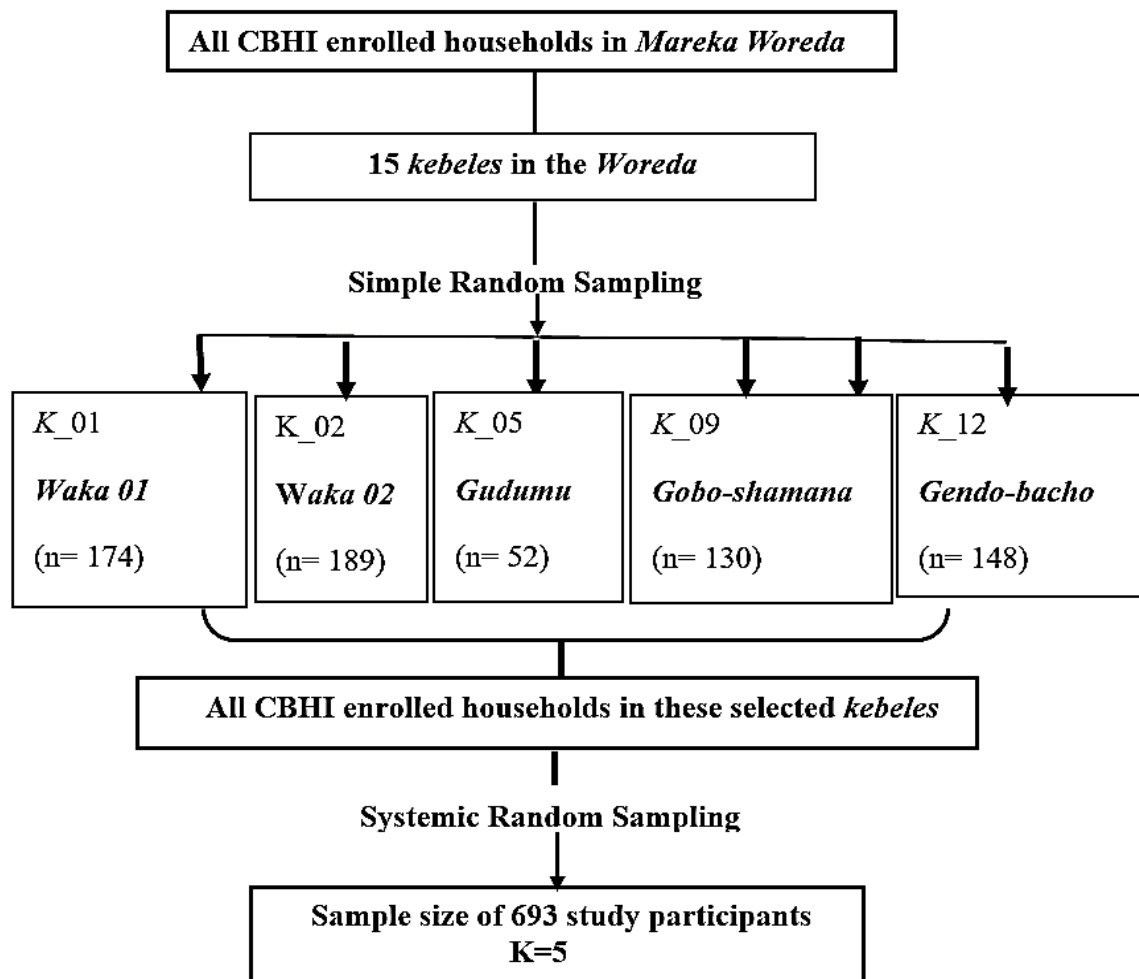 All CBHI enrolled households in Mareka Woreda
15 kebeles in the Woreda
Simple Random Sampling
K_01
Waka 01
(n= 174)
K_02
Waka 02
(n= 189)
K_05
Gudumu
(n= 52)
K_09
Gobo-shamana
(n= 130)
K_12
Gendo-bacho
(n= 148)
All CBHI enrolled households in these selected kebeles
Systemic Random Sampling
Sample size of 693 study participants
K=5